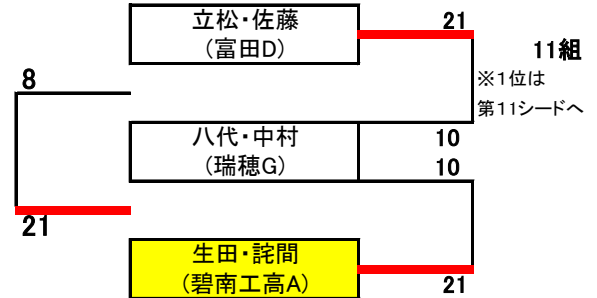 立松・佐藤
(富田D)
21
11組
※1位は
第11シードへ
8
八代・中村
(瑞穂G)
10
10
21
生田・詫間
(碧南工高A)
21